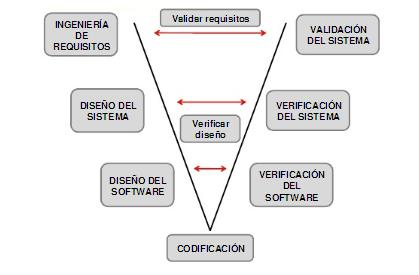 INGENIERÍA
DE
REQUISITOS
Validar requisitos
VALIDACIÓN
DEL SISTEMA
DISEÑO DEL
SISTEMA
Verificar
diseño
VERIFICACIÓN
DEL SISTEMA
DISEÑO DEL
SOFTWARE
VERIFICACIÓN
DEL
SOFTWARE
CODIFICACIÓN